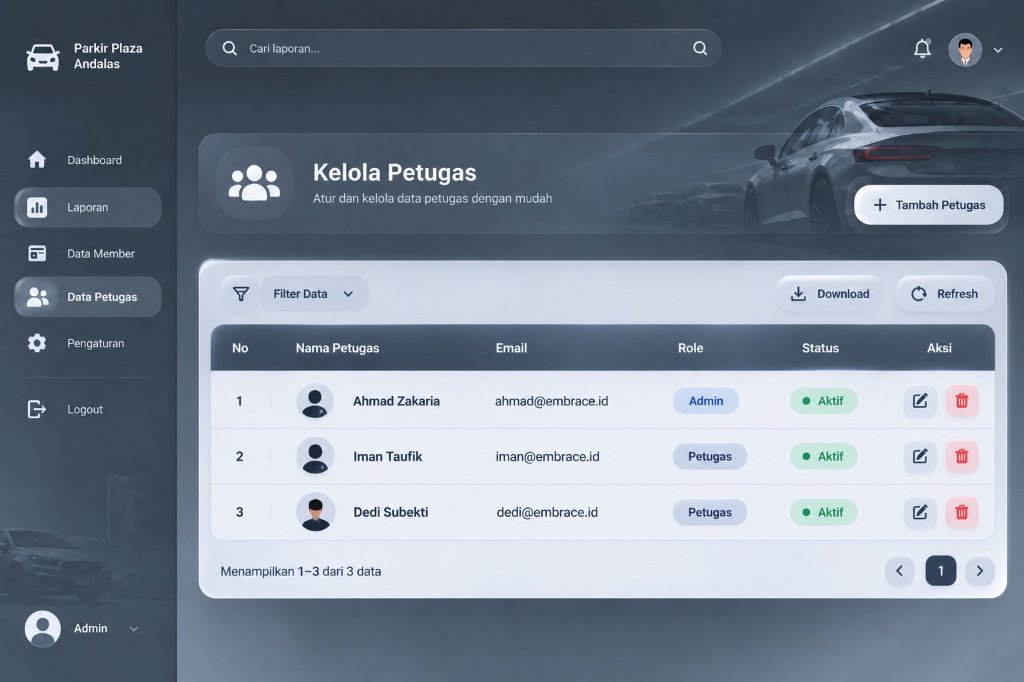 Parkir Plaza
Andalas
Cari laporan...
Dashboard
Laporan
Data Member
Data Petugas
Pengaturan
Logout
Admin
Kelola Petugas
Atur dan kelola data petugas dengan mudah
+ Tambah Petugas
Filter Data
Download
Refresh
No Nama Petugas Email Role Status Aksi
1 Ahmad Zakaria ahmad@embrace.id Admin Aktif
2 Iman Taufik iman@embrace.id Petugas Aktif
3 Dedi Subekti dedi@embrace.id Petugas Aktif
Menampilkan 1–3 dari 3 data
1